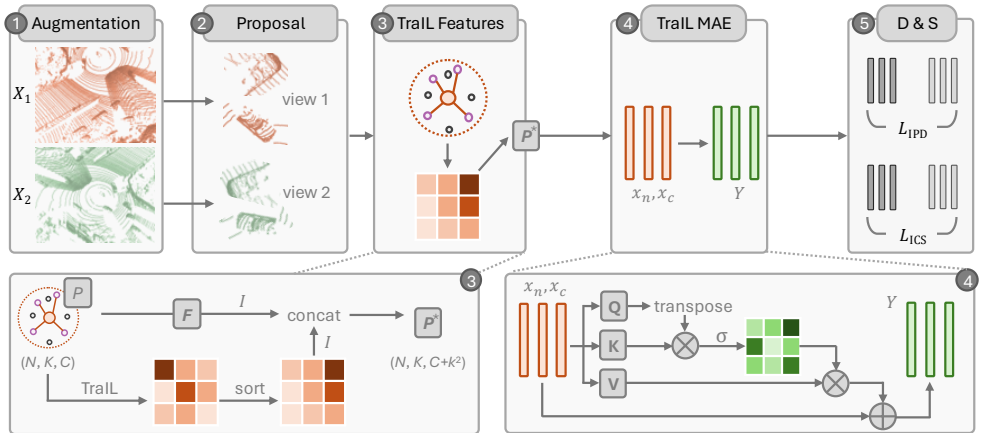 1 Augmentation
2 Proposal
3 TraIL Features
4 TraIL MAE
5 D & S
X1
X2
view 1
view 2
P*
xn,xc
Y
LIPD
LICS
3
P
F
I
concat
P*
I
(N, K, C)
(N, K, C+k²)
TraIL
sort
4
xn,xc
Q
transpose
K
σ
V
Y